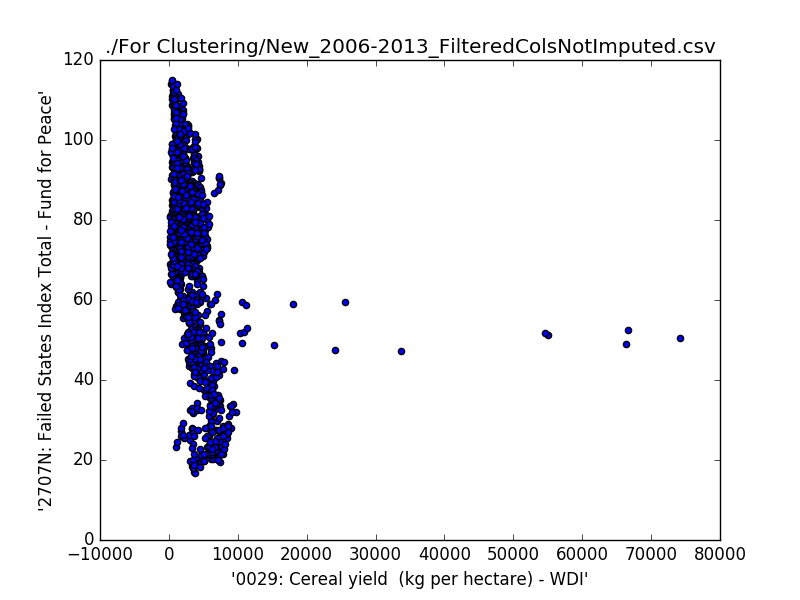 ./For Clustering/New_2006-2013_FilteredColsNotImputed.csv
120
100
80
60
40
20
0
'2707N: Failed States Index Total - Fund for Peace'
−10000 0 10000 20000 30000 40000 50000 60000 70000 80000
'0029: Cereal yield  (kg per hectare) - WDI'